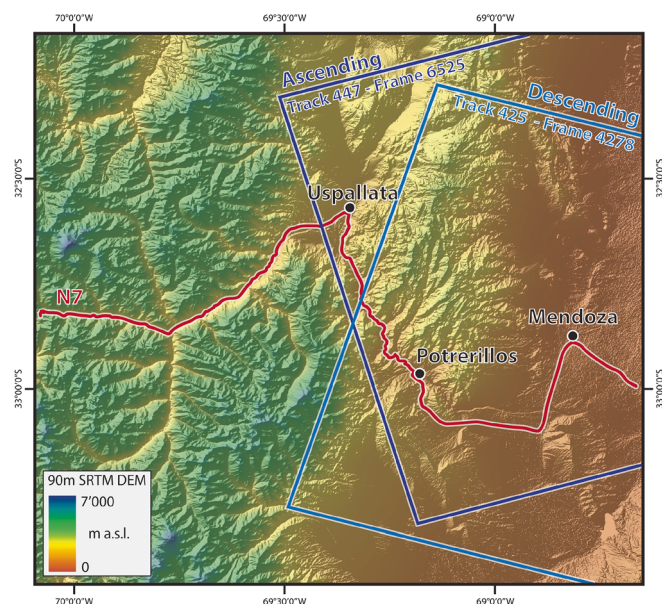 70°0'0"W 69°30'0"W 69°0'0"W
Ascending
Track 447 - Frame 6525
Descending
Track 425 - Frame 4278
32°30'0"S 32°30'0"S
Uspallata
N7
Mendoza
Potrerillos
33°0'0"S 33°0'0"S
90m SRTM DEM
7'000
m a.s.l.
0
70°0'0"W 69°30'0"W 69°0'0"W